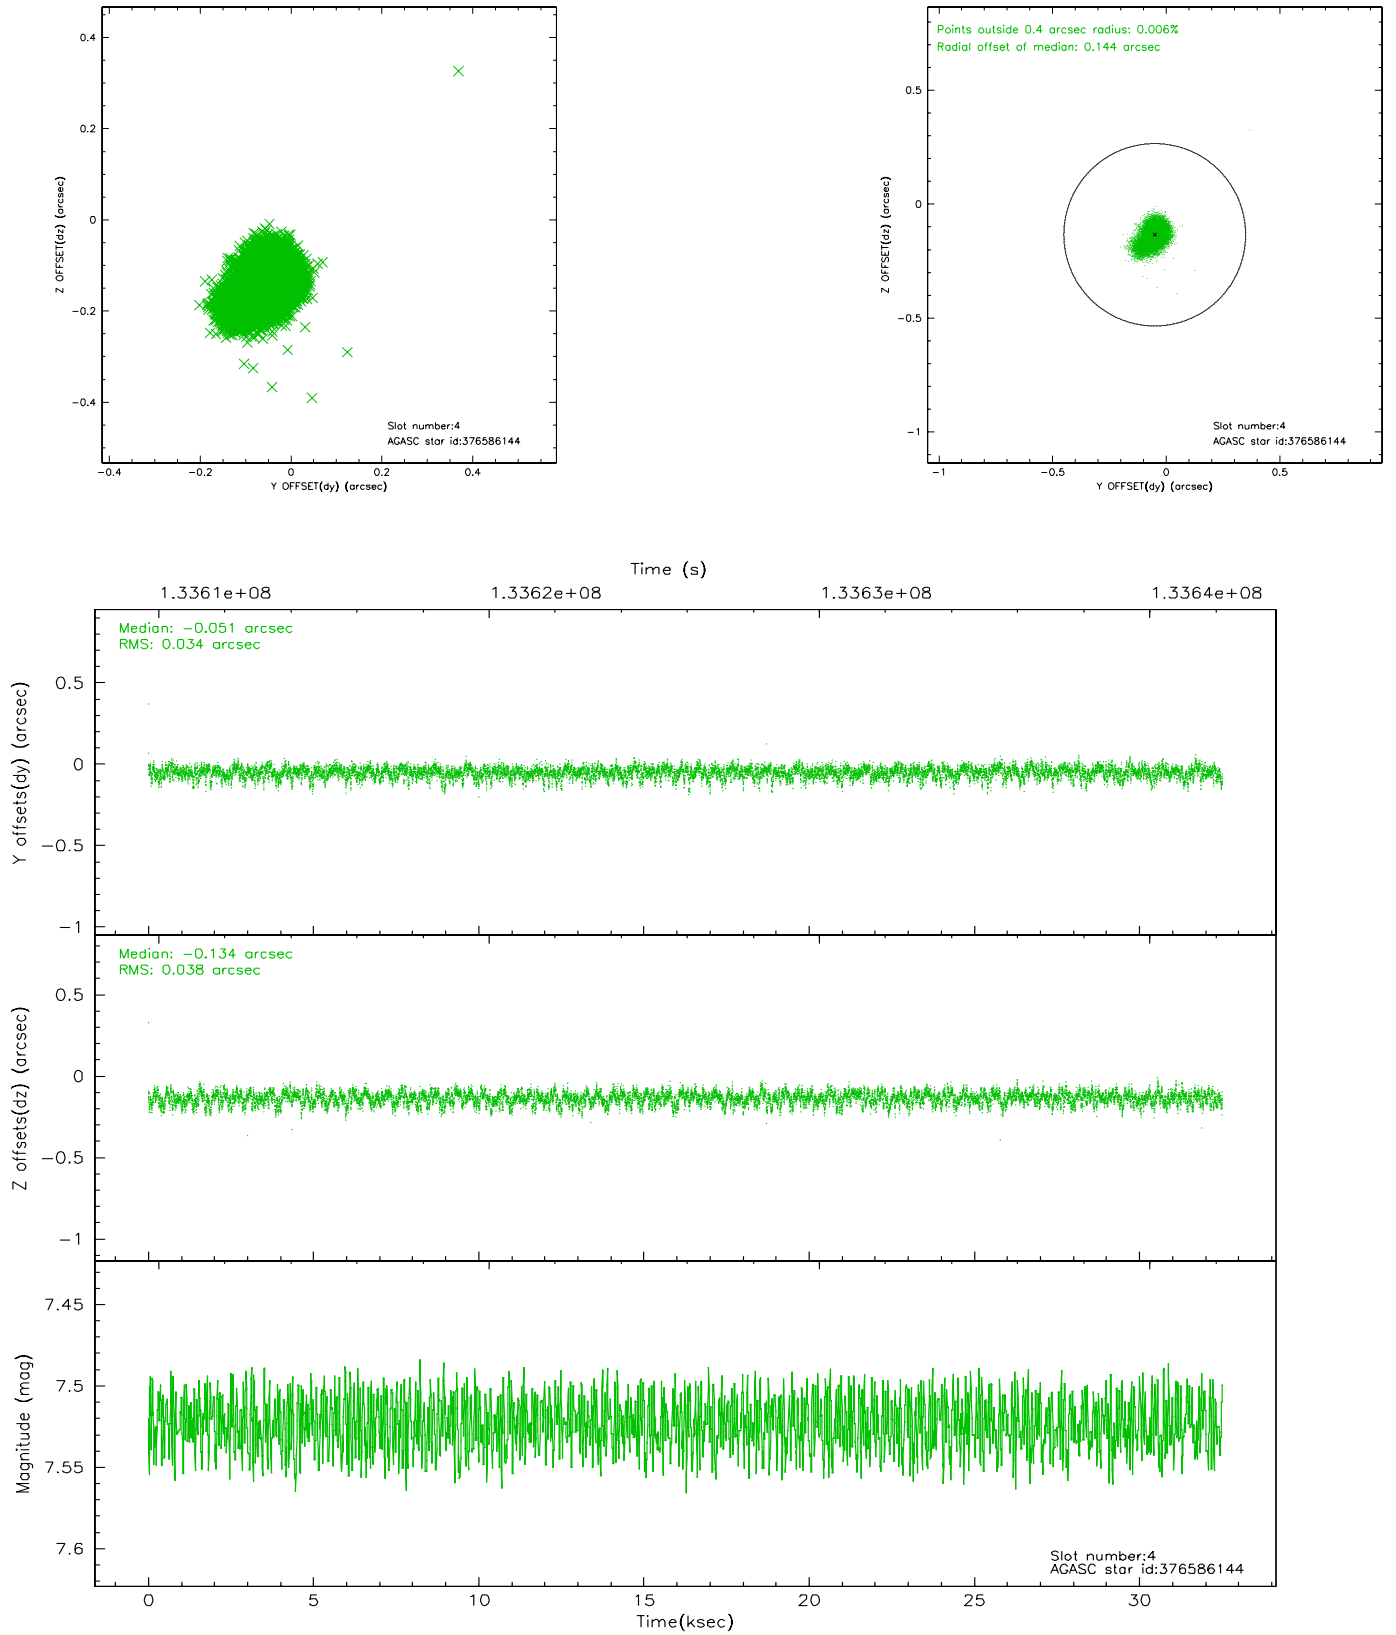 0.4
0.2
0
−0.2
−0.4
Z OFFSET(dz) (arcsec)
−0.4 −0.2 0 0.2 0.4
Y OFFSET(dy) (arcsec)
Slot number:4
AGASC star id:376586144
Points outside 0.4 arcsec radius: 0.006%
Radial offset of median: 0.144 arcsec
0.5
0
−0.5
−1
Z OFFSET(dz) (arcsec)
−1 −0.5 0 0.5
Y OFFSET(dy) (arcsec)
Slot number:4
AGASC star id:376586144
Time (s)
1.3361e+08 1.3362e+08 1.3363e+08 1.3364e+08
Median: −0.051 arcsec
RMS: 0.034 arcsec
0.5
0
−0.5
−1
Y offsets(dy) (arcsec)
Median: −0.134 arcsec
RMS: 0.038 arcsec
0.5
0
−0.5
−1
Z offsets(dz) (arcsec)
7.45
7.5
7.55
7.6
Magnitude (mag)
Slot number:4
AGASC star id:376586144
0 5 10 15 20 25 30
Time(ksec)